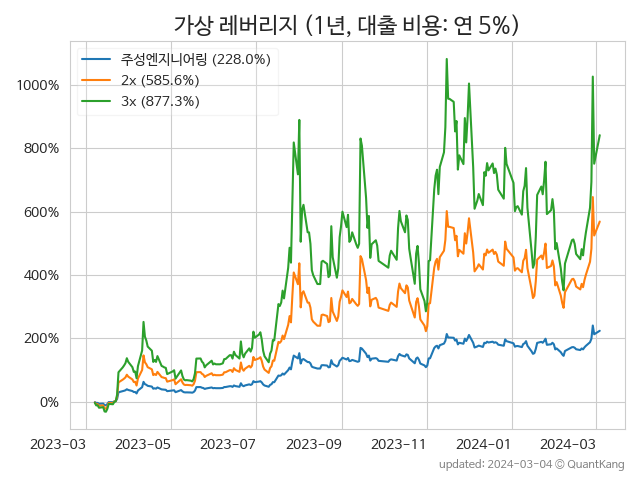 가상 레버리지 (1년, 대출 비용: 연 5%)
주성엔지니어링 (228.0%)
2x (585.6%)
3x (877.3%)
1000%
800%
600%
400%
200%
0%
2023-03
2023-05
2023-07
2023-09
2023-11
2024-01
2024-03
updated: 2024-03-04 © QuantKang